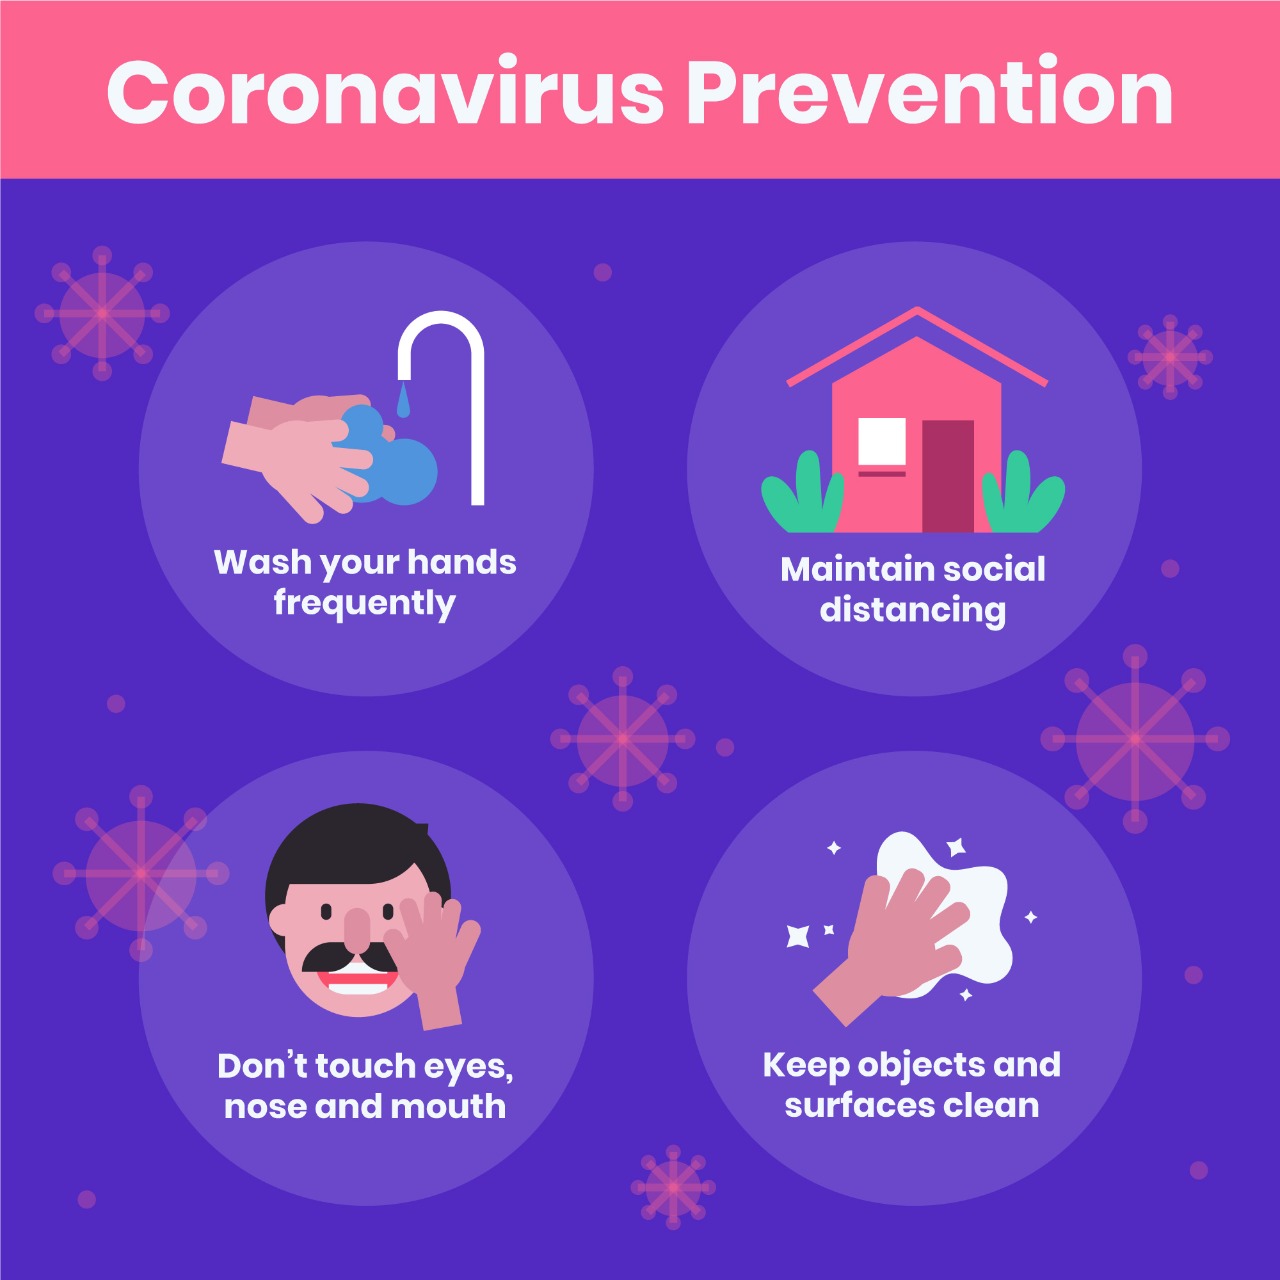 Coronavirus Prevention
Wash your hands
frequently
Maintain social
distancing
Don’t touch eyes,
nose and mouth
Keep objects and
surfaces clean